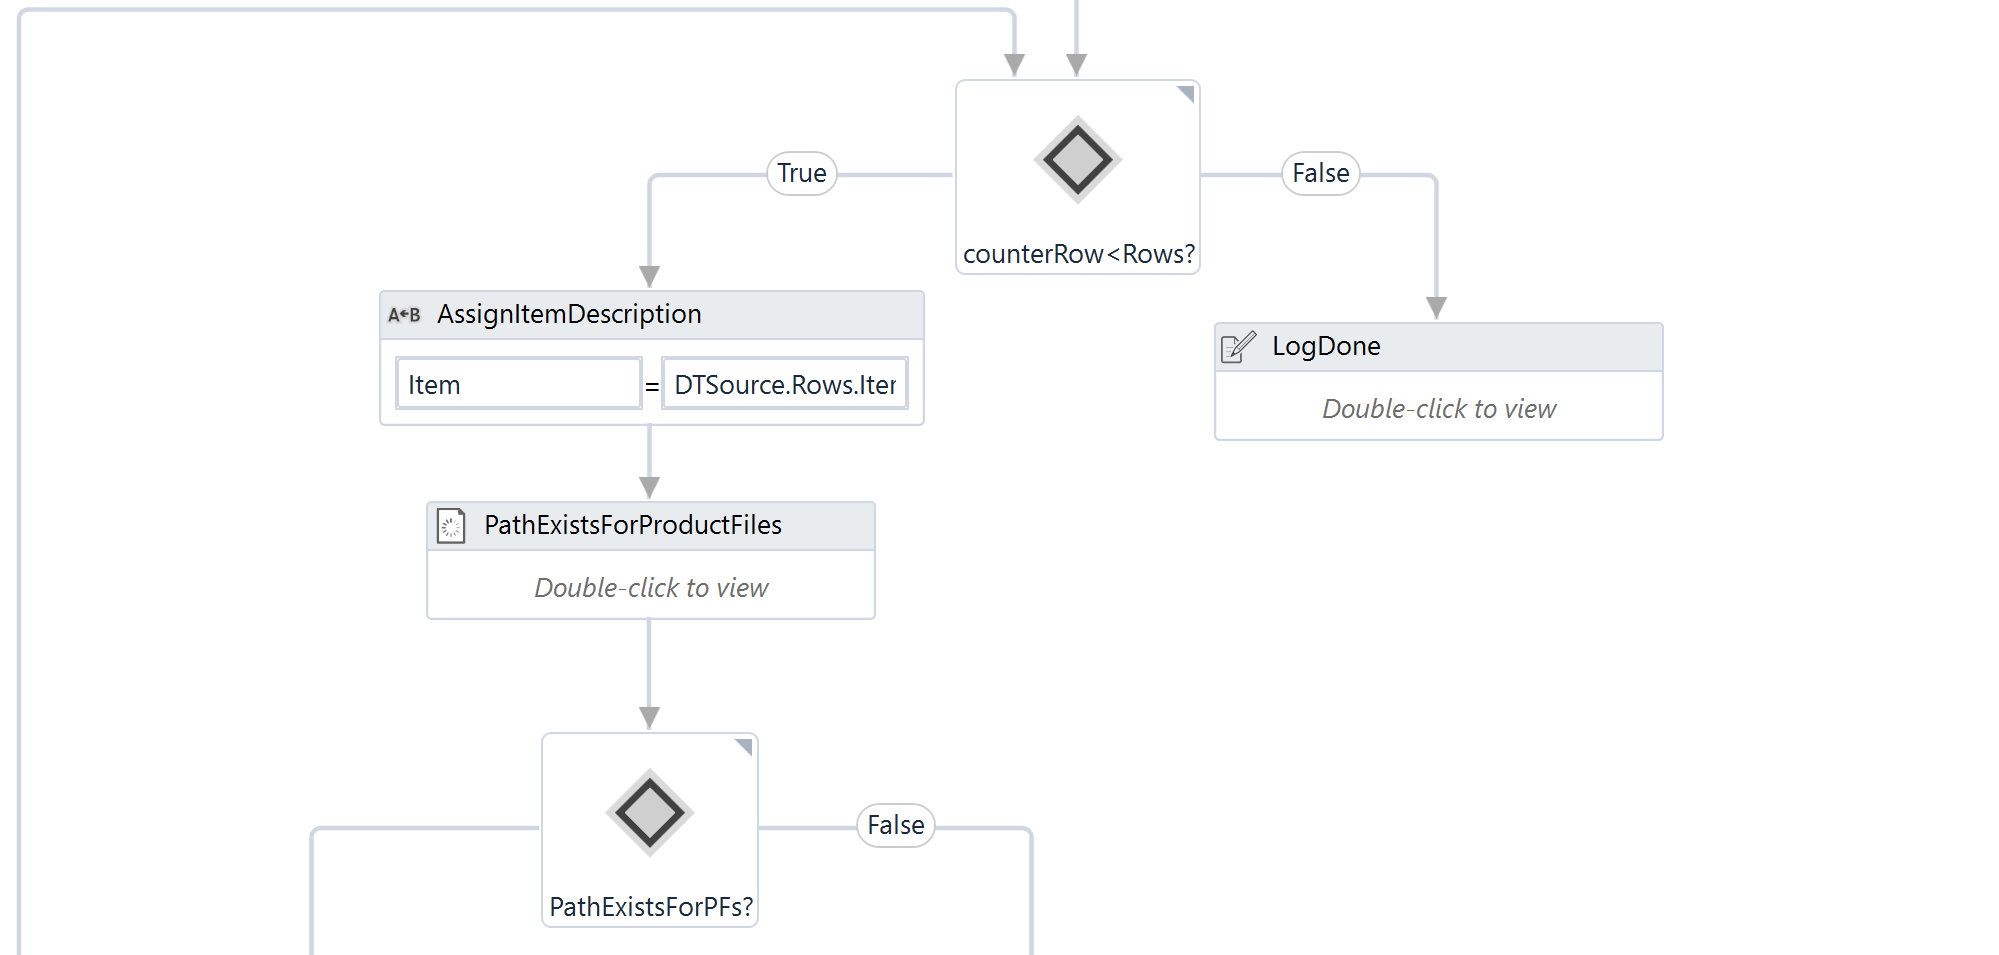 True
False
counterRow<Rows?
A←B AssignItemDescription
Item = DTSource.Rows.Iter
LogDone
Double-click to view
PathExistsForProductFiles
Double-click to view
False
PathExistsForPFs?